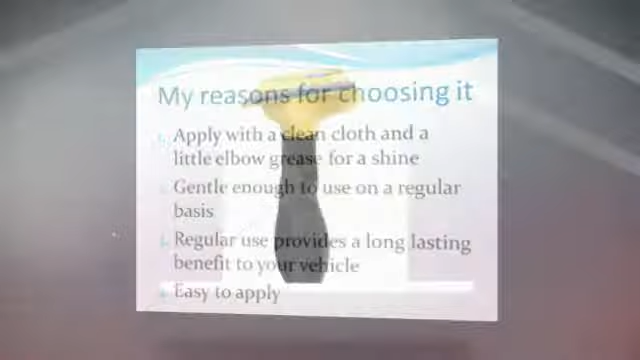 My reasons for choosing it
Apply with a clean cloth and a
little elbow grease for a shine
Gentle enough to use on a regular
basis
Regular use provides a long lasting
benefit to your vehicle
Easy to apply